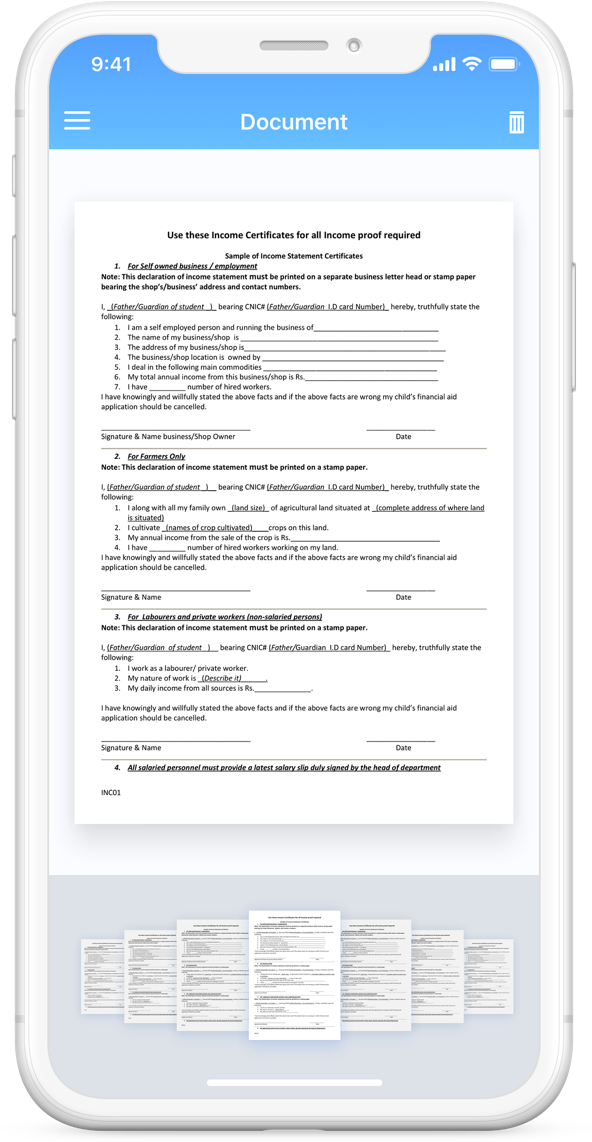 9:41
Document
Use these Income Certificates for all Income proof required
Sample of Income Statement Certificates
1. For Self owned business / employment
Note: This declaration of income statement must be printed on a separate business letter head or stamp paper
bearing the shop's/business' address and contact numbers.
I, _(Father/Guardian of student _)_ bearing CNIC# (Father/Guardian I.D card Number)_ hereby, truthfully state the
following:
1. I am a self employed person and running the business of____________________
2. The name of my business/shop is ____________________
3. The address of my business/shop is____________________
4. The business/shop location is owned by ____________________
5. I deal in the following main commodities ____________________
6. My total annual income from this business/shop is Rs.____________________
7. I have _________ number of hired workers.
I have knowingly and willfully stated the above facts and if the above facts are wrong my child's financial aid
application should be cancelled.
Signature & Name business/Shop Owner Date
2. For Farmers Only
Note: This declaration of income statement must be printed on a stamp paper.
I, (Father/Guardian of student _)__ bearing CNIC# (Father/Guardian I.D card Number)_ hereby, truthfully state the
following:
1. I along with all my family own _(land size)_ of agricultural land situated at _(complete address of where land
is situated)
2. I cultivate _(names of crop cultivated)____crops on this land.
3. My annual income from the sale of the crop is Rs.____________________
4. I have _________ number of hired workers working on my land.
I have knowingly and willfully stated the above facts and if the above facts are wrong my child's financial aid
application should be cancelled.
Signature & Name Date
3. For Labourers and private workers (non-salaried persons)
Note: This declaration of income statement must be printed on a stamp paper.
I, (Father/Guardian of student _)__ bearing CNIC# (Father/Guardian I.D card Number)_ hereby, truthfully state the
following:
1. I work as a labourer/ private worker.
2. My nature of work is _(Describe it)______.
3. My daily income from all sources is Rs.______________.
I have knowingly and willfully stated the above facts and if the above facts are wrong my child's financial aid
application should be cancelled.
Signature & Name Date
4. All salaried personnel must provide a latest salary slip duly signed by the head of department
INC01